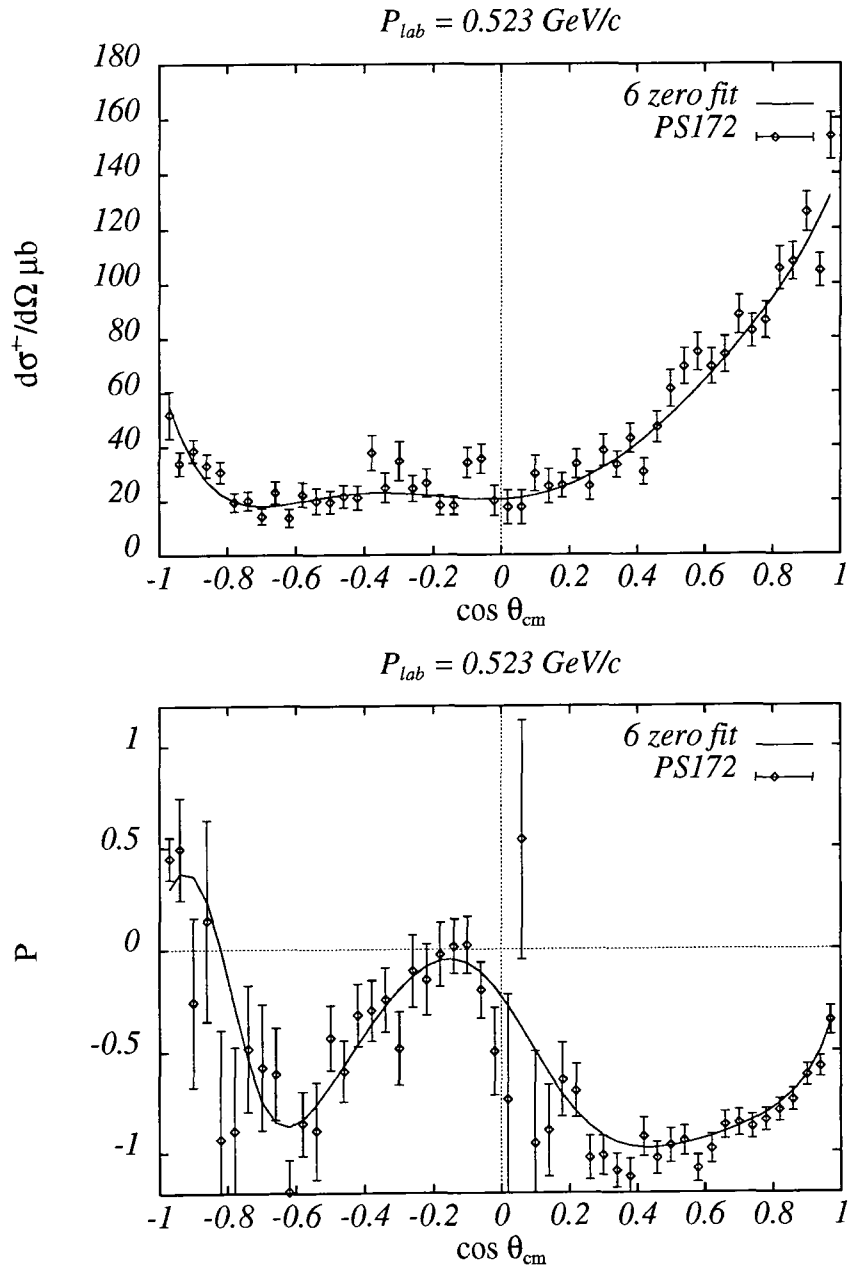 P_lab = 0.523 GeV/c
180
160
140
120
100
80
60
40
20
0
dσ⁺⁻/dΩ μb
6 zero fit
PS172
-1 -0.8 -0.6 -0.4 -0.2 0 0.2 0.4 0.6 0.8 1
cos θ_cm
P_lab = 0.523 GeV/c
1
0.5
0
-0.5
-1
P
6 zero fit
PS172
-1 -0.8 -0.6 -0.4 -0.2 0 0.2 0.4 0.6 0.8 1
cos θ_cm